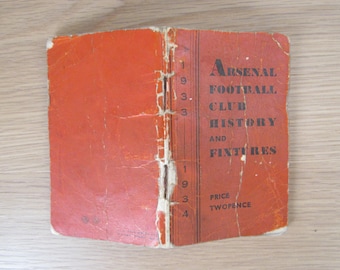 1933
1934
ARSENAL
FOOTBALL
CLUB
HISTORY
AND
FIXTURES
PRICE
TWOPENCE